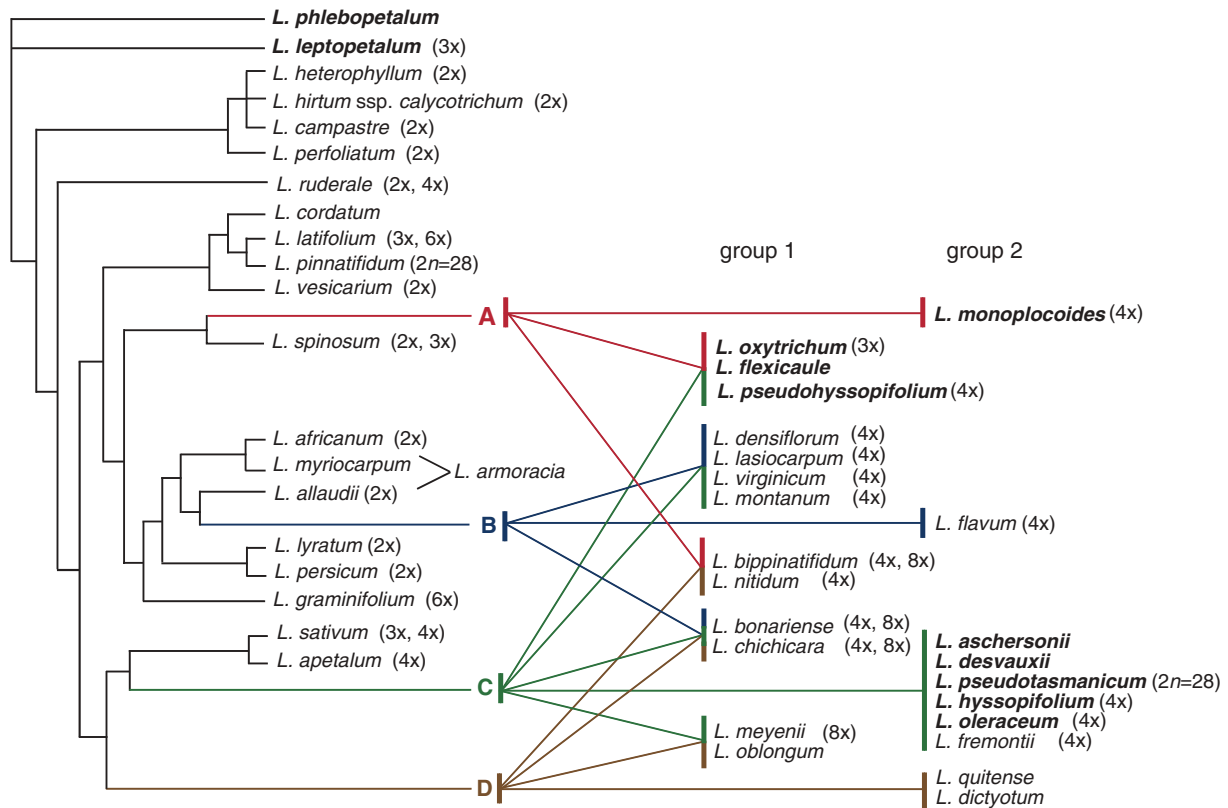 L. phlebopetalum
L. leptopetalum (3x)
L. heterophyllum (2x)
L. hirtum ssp. calycotrichum (2x)
L. campastre (2x)
L. perfoliatum (2x)
L. ruderale (2x, 4x)
L. cordatum
L. latifolium (3x, 6x)
L. pinnatifidum (2n=28)
L. vesicarium (2x)
A
L. spinosum (2x, 3x)
L. africanum (2x)
L. myriocarpum
L. armoracia
L. allaudii (2x)
B
L. lyratum (2x)
L. persicum (2x)
L. graminifolium (6x)
L. sativum (3x, 4x)
L. apetalum (4x)
C
D
group 1
L. oxytrichum (3x)
L. flexicaule
L. pseudohyssopifolium (4x)
L. densiflorum (4x)
L. lasiocarpum (4x)
L. virginicum (4x)
L. montanum (4x)
L. bippinatifidum (4x, 8x)
L. nitidum (4x)
L. bonariense (4x, 8x)
L. chichicara (4x, 8x)
L. meyenii (8x)
L. oblongum
group 2
L. monoplocoides (4x)
L. flavum (4x)
L. aschersonii
L. desvauxii
L. pseudotasmanicum (2n=28)
L. hyssopifolium (4x)
L. oleraceum (4x)
L. fremontii (4x)
L. quitense
L. dictyotum